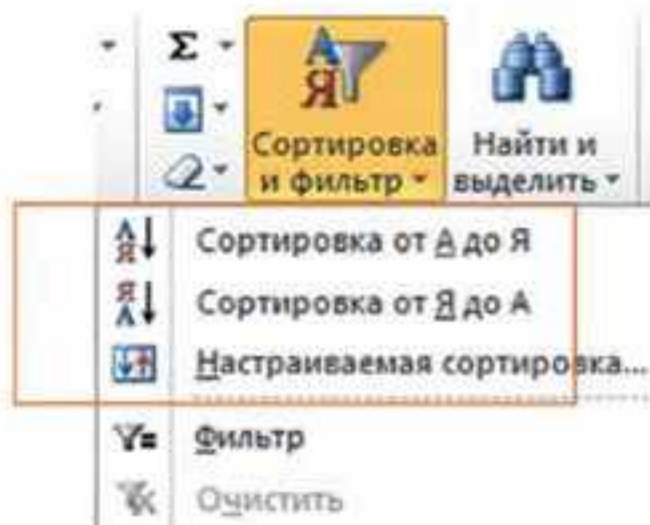 Σ
Сортировка
и фильтр
Найти и
выделить
Сортировка от А до Я
Сортировка от Я до А
Настраиваемая сортировка...
Фильтр
Очистить